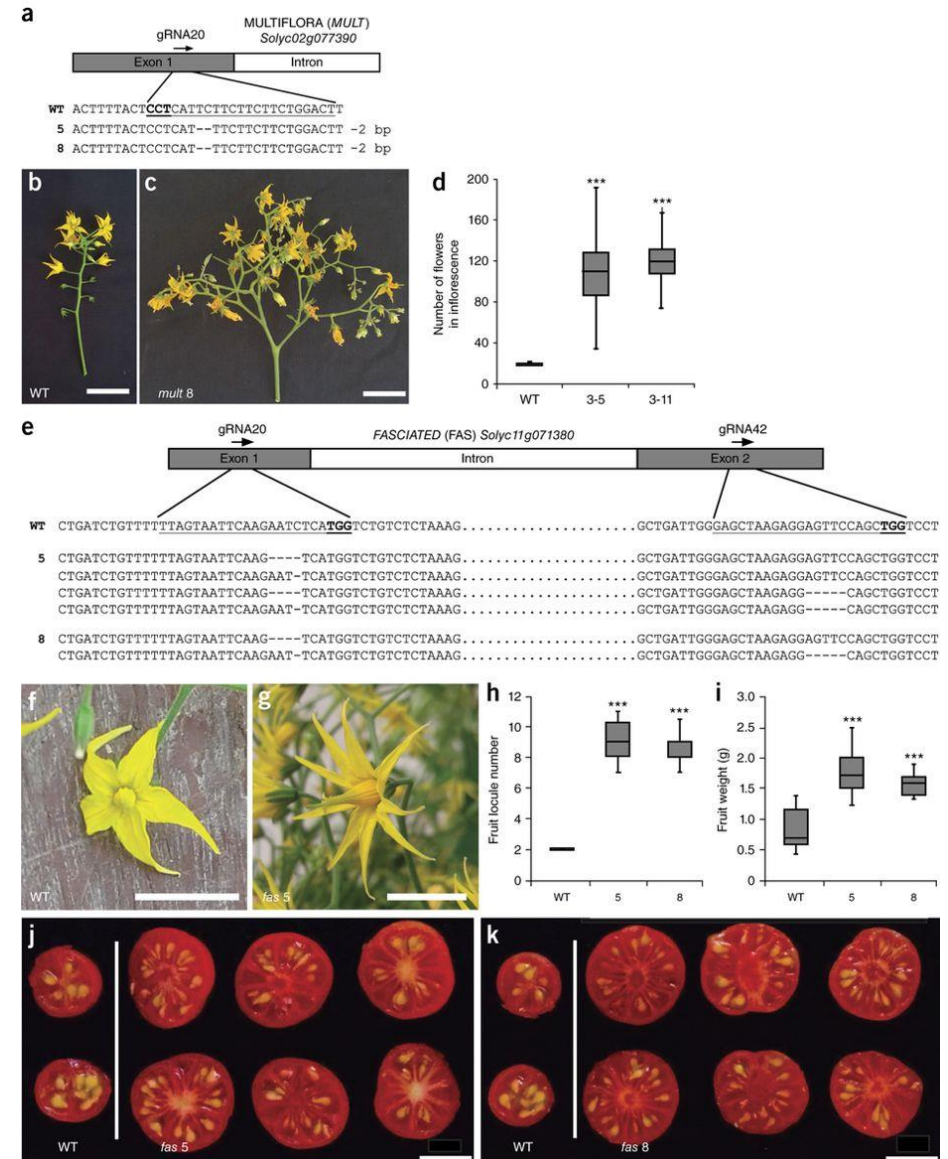 a
MULTIFLORA (MULT)
Solyc02g077390
gRNA20
Exon 1 Intron
WT ACTTTTACTCCTCATTCTTCTTCTTCTGGACTT
5 ACTTTTACTCCTCAT--TTCTTCTTCTGGACTT -2 bp
8 ACTTTTACTCCTCAT--TTCTTCTTCTGGACTT -2 bp
b
WT
c
mult 8
d
Number of flowers
in inflorescence
200
160
120
80
40
0
***
***
WT 3-5 3-11
e
gRNA20 FASCIATED (FAS) Solyc11g071380 gRNA42
Exon 1 Intron Exon 2
WT CTGATCTGTTTTTTAGTAATTCAAGAATCTCATGGTCTGTCTCTAAAG.....................GCTGATTGGGAGCTAAGAGGAGTTCCAGCTGGTCCT
5 CTGATCTGTTTTTTAGTAATTCAAG----TCATGGTCTGTCTCTAAAG.....................GCTGATTGGGAGCTAAGAGGAGTTCCAGCTGGTCCT
CTGATCTGTTTTTTAGTAATTCAAGAAT-TCATGGTCTGTCTCTAAAG.....................GCTGATTGGGAGCTAAGAGGAGTTCCAGCTGGTCCT
CTGATCTGTTTTTTAGTAATTCAAG----TCATGGTCTGTCTCTAAAG.....................GCTGATTGGGAGCTAAGAGG-----CAGCTGGTCCT
CTGATCTGTTTTTTAGTAATTCAAGAAT-TCATGGTCTGTCTCTAAAG.....................GCTGATTGGGAGCTAAGAGG-----CAGCTGGTCCT
8 CTGATCTGTTTTTTAGTAATTCAAG----TCATGGTCTGTCTCTAAAG.....................GCTGATTGGGAGCTAAGAGGAGTTCCAGCTGGTCCT
CTGATCTGTTTTTTAGTAATTCAAGAAT-TCATGGTCTGTCTCTAAAG.....................GCTGATTGGGAGCTAAGAGG-----CAGCTGGTCCT
f
WT
g
fas 5
h
Fruit locule number
12
10
8
6
4
2
0
***
***
WT 5 8
i
Fruit weight (g)
3.0
2.5
2.0
1.5
1.0
0.5
0
***
***
WT 5 8
j
WT fas 5
k
WT fas 8